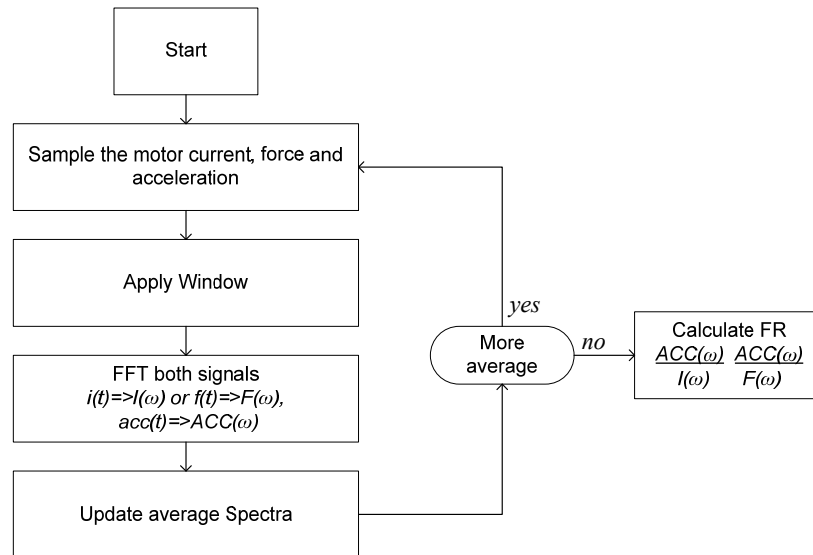 Start
Sample the motor current, force and
acceleration
Apply Window
FFT both signals
i(t)=>I(ω) or f(t)=>F(ω),
acc(t)=>ACC(ω)
Update average Spectra
More
average
yes
no
Calculate FR
ACC(ω) ACC(ω)
I(ω) F(ω)